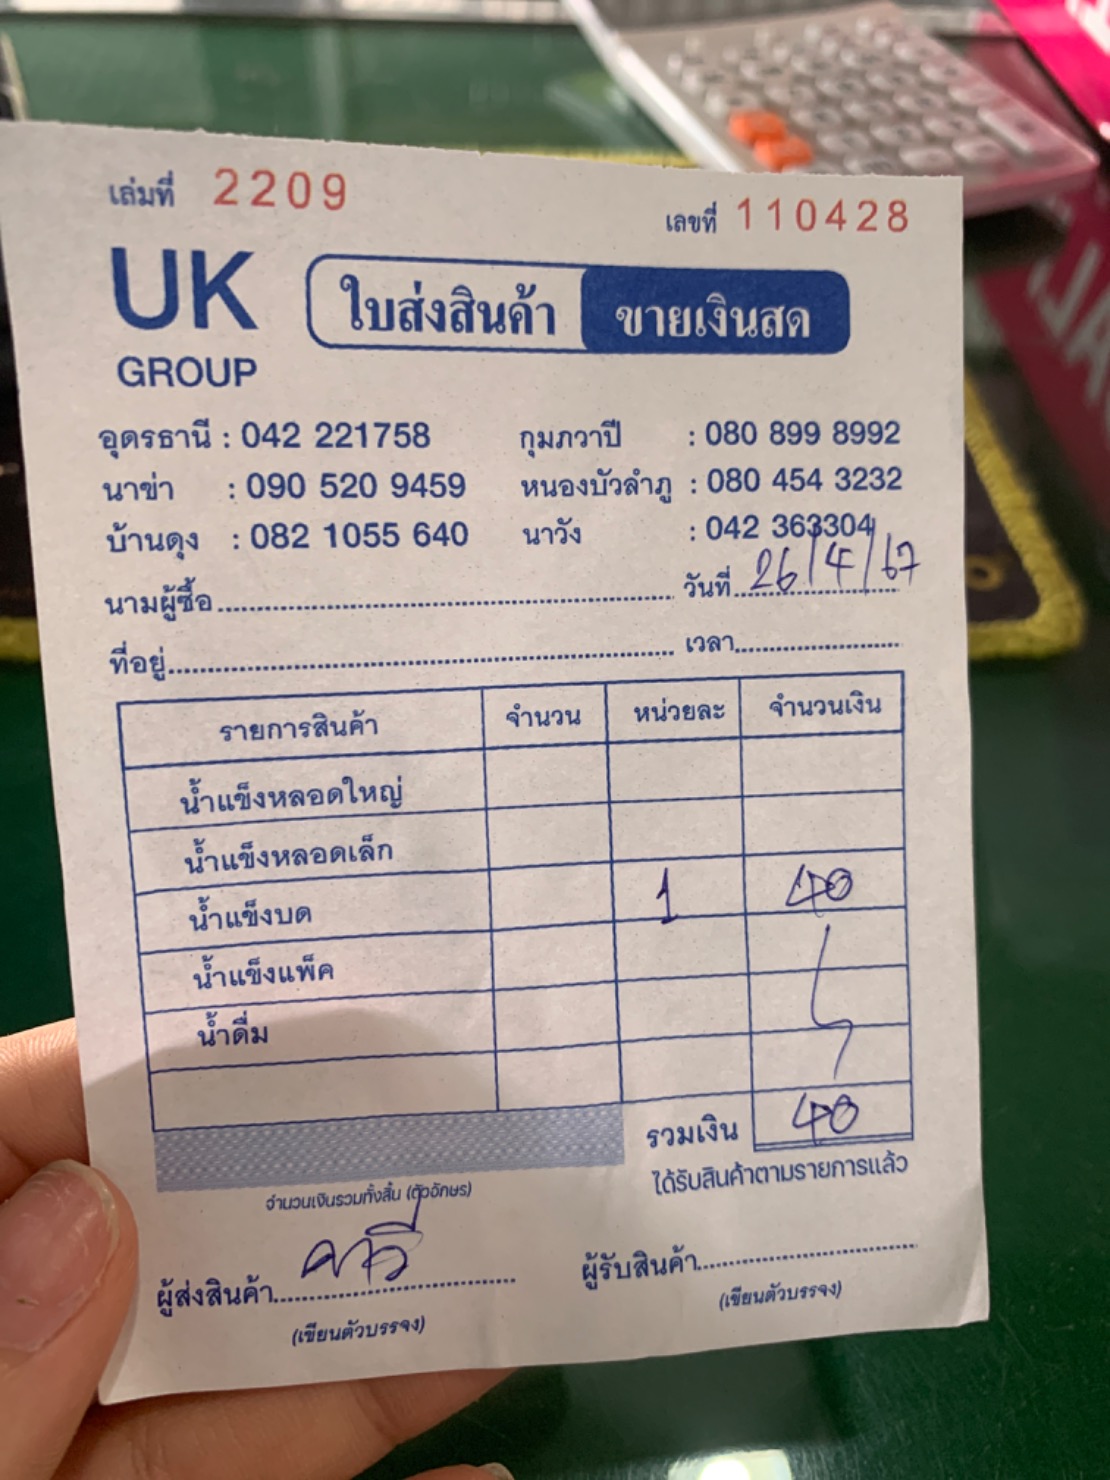 เล่มที่ 2209
เลขที่ 110428
UK
GROUP
ใบส่งสินค้า ขายเงินสด
อุดรธานี : 042 221758 กุมภวาปี : 080 899 8992
นาข่า : 090 520 9459 หนองบัวลำภู : 080 454 3232
บ้านดุง : 082 1055 640 นาวัง : 042 363304
นามผู้ซื้อ วันที่ 26/4/67
ที่อยู่ เวลา
รายการสินค้า จำนวน หน่วยละ จำนวนเงิน
น้ำแข็งหลอดใหญ่
น้ำแข็งหลอดเล็ก
น้ำแข็งบด 1 40
น้ำแข็งแพ็ค
น้ำดื่ม
รวมเงิน 40
จำนวนเงินรวมทั้งสิ้น (ตัวอักษร) ได้รับสินค้าตามรายการแล้ว
ผู้ส่งสินค้า ผู้รับสินค้า
(เขียนตัวบรรจง) (เขียนตัวบรรจง)